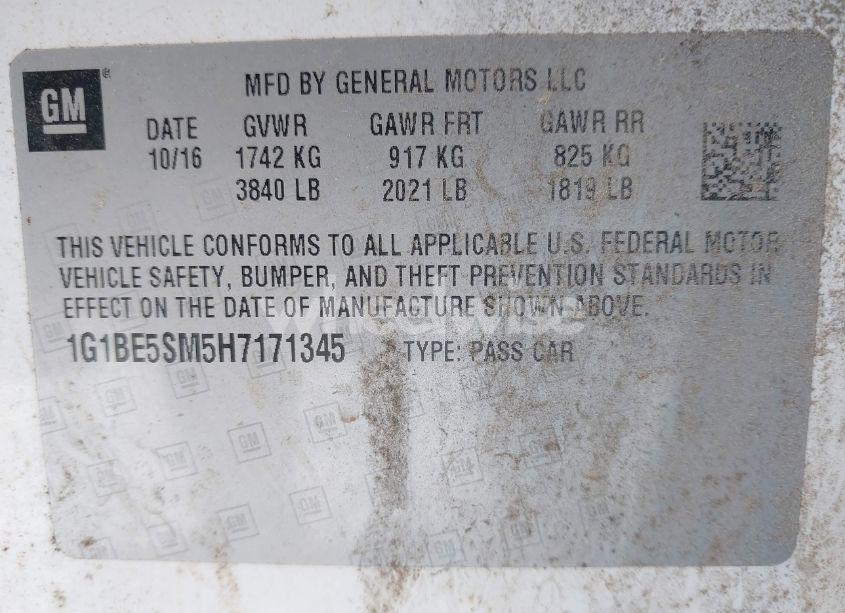 GM ® MFD BY GENERAL MOTORS LLC
DATE GVWR GAWR FRT GAWR RR
10/16 1742 KG 917 KG 825 KG
3840 LB 2021 LB 1819 LB
THIS VEHICLE CONFORMS TO ALL APPLICABLE U.S. FEDERAL MOTOR
VEHICLE SAFETY, BUMPER, AND THEFT PREVENTION STANDARDS IN
EFFECT ON THE DATE OF MANUFACTURE SHOWN ABOVE.
1G1BE5SM5H7171345 TYPE: PASS CAR